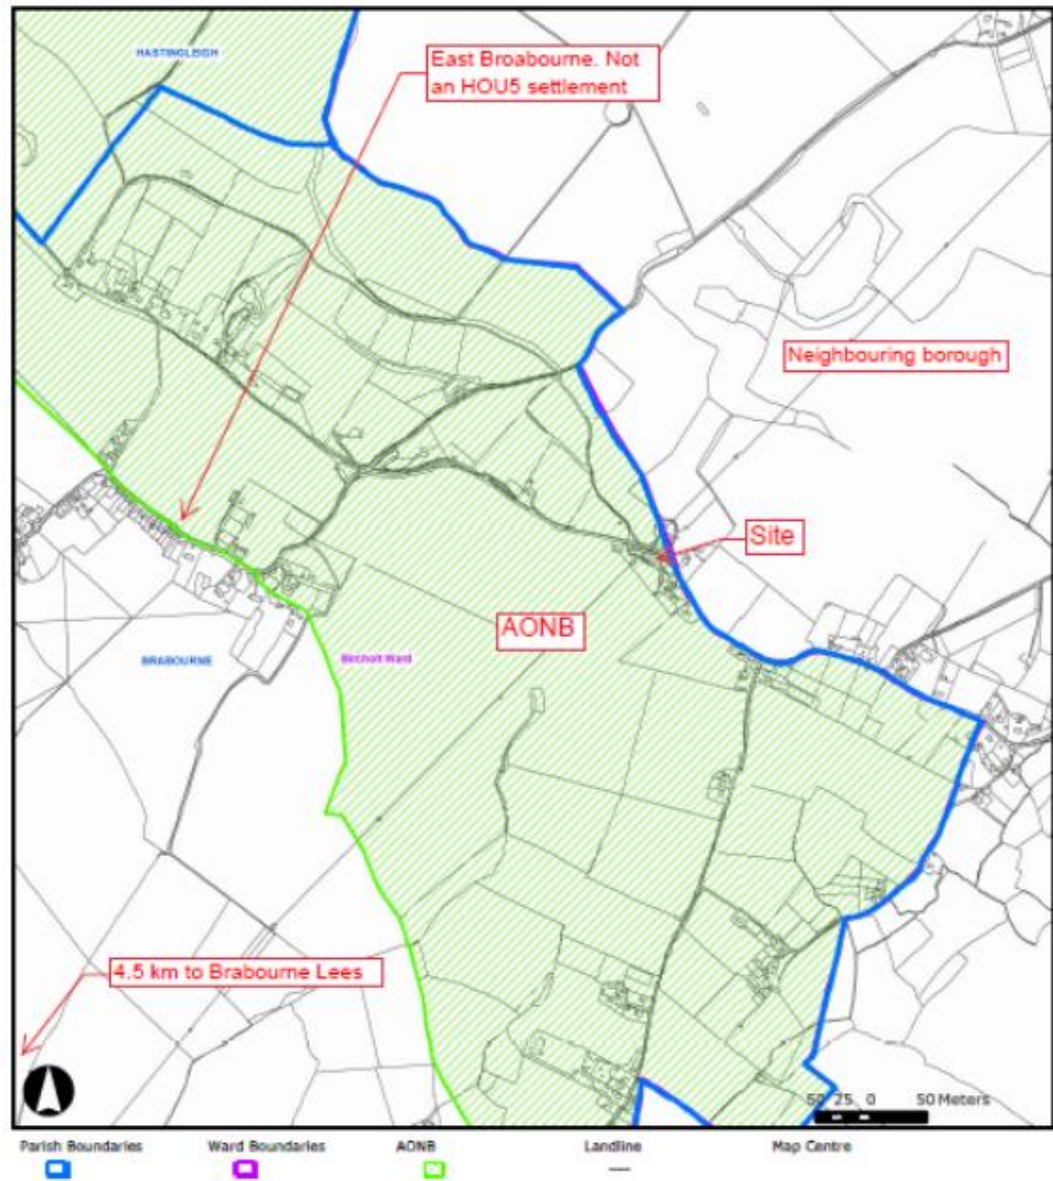 HASTINGLEIGH
East Broabourne. Not
an HOU5 settlement
Neighbouring borough
Site
AONB
BRABOURNE
Bircholt Ward
4.5 km to Brabourne Lees
50 25 0 50 Meters
Parish Boundaries Ward Boundaries AONB Landline Map Centre